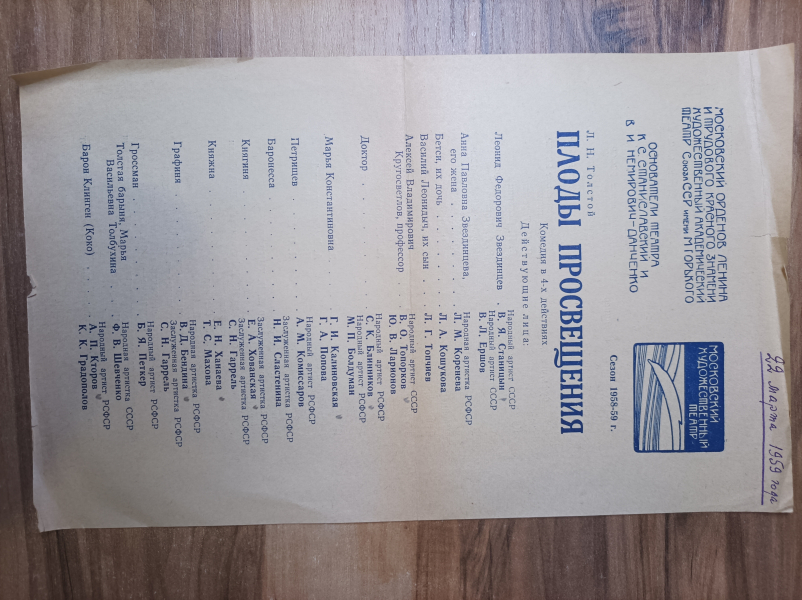 22 марта 1959 года
МОСКОВСКИЙ ОРДЕНОВ ЛЕНИНА
И ТРУДОВОГО КРАСНОГО ЗНАМЕНИ
ХУДОЖЕСТВЕННЫЙ АКАДЕМИЧЕСКИЙ
ТЕАТР СОЮЗА ССР ИМЕНИ М. ГОРЬКОГО
ОСНОВАТЕЛИ ТЕАТРА
К. С. СТАНИСЛАВСКИЙ И
В. И. НЕМИРОВИЧ-ДАНЧЕНКО
МОСКОВСКИЙ
ХУДОЖЕСТВЕННЫЙ
ТЕАТР
Сезон 1958-59 г.
Л. Н. Толстой
ПЛОДЫ ПРОСВЕЩЕНИЯ
Комедия в 4-х действиях
Действующие лица:
Леонид Федорович Звездинцев . Народный артист СССР
В. Я. Станицын
Народный артист СССР
В. Л. Ершов
Анна Павловна Звездинцева,
его жена . . . . Народная артистка РСФСР
Л. М. Коренева
Бетси, их дочь . . . . Л. А. Кошукова
Василий Леонидыч, их сын . . Л. Г. Топчиев
Алексей Владимирович
Кругосветлов, профессор . . Народный артист СССР
В. О. Топорков
Ю. В. Ларионов
Доктор . . . . Народный артист РСФСР
С. К. Блинников
Народный артист РСФСР
М. П. Болдуман
Марья Константиновна . . . Г. И. Калиновская
Г. А. Попова
Петрищев . . . . Народный артист РСФСР
А. М. Комиссаров
Баронесса . . . . Заслуженная артистка РСФСР
Н. И. Сластенина
Княгиня . . . . Заслуженная артистка РСФСР
Заслуженная артистка РСФСР
С. Н. Гаррель
Княжна . . . . Е. Н. Ханаева
Т. С. Махова
Графиня . . . . Народная артистка РСФСР
В. Д. Бендина
Заслуженная артистка РСФСР
С. Н. Гаррель
Гроссман . . . . Народный артист РСФСР
Б. Я. Петкер
Толстая барыня, Марья
Васильевна Толбухина . . Народная артистка СССР
Ф. В. Шевченко
Барон Клинген (Коко) . . . Народный артист РСФСР
А. П. Кторов
К. К. Градополов